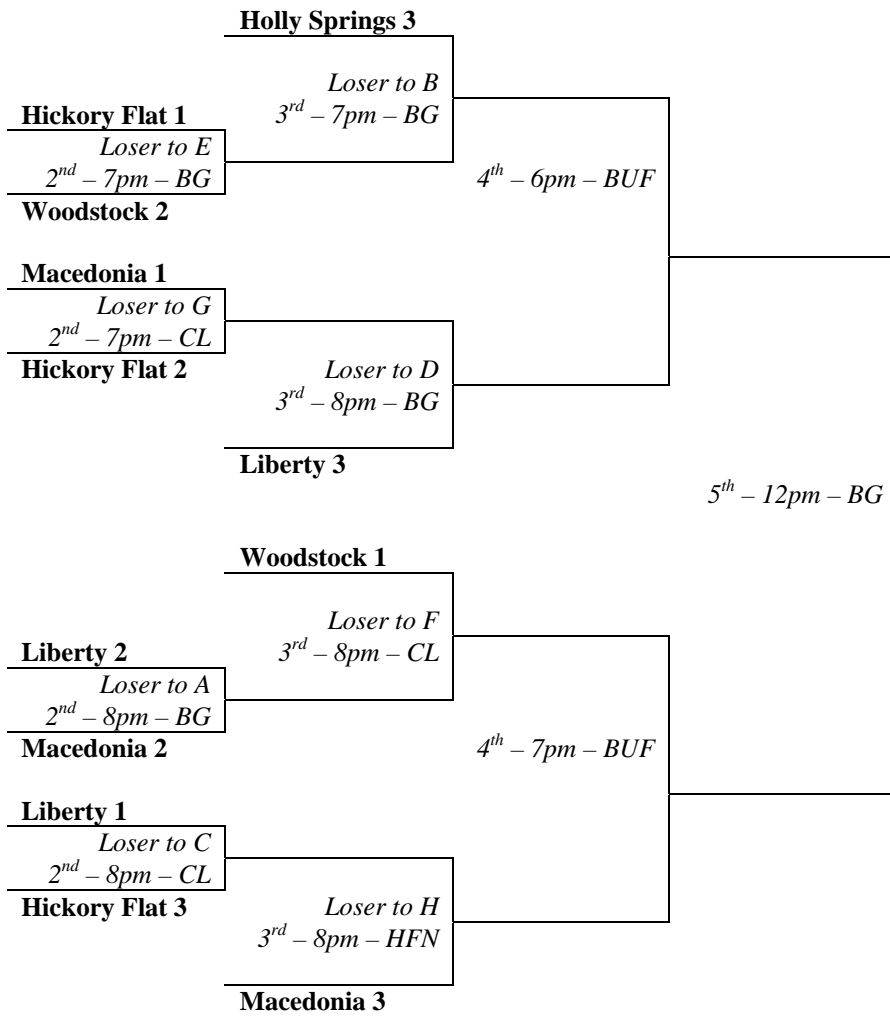 Holly Springs 3
Loser to B
3rd – 7pm – BG
Hickory Flat 1
Loser to E
2nd – 7pm – BG
Woodstock 2
4th – 6pm – BUF
Macedonia 1
Loser to G
2nd – 7pm – CL
Hickory Flat 2
Loser to D
3rd – 8pm – BG
Liberty 3
5th – 12pm – BG
Woodstock 1
Loser to F
3rd – 8pm – CL
Liberty 2
Loser to A
2nd – 8pm – BG
Macedonia 2
4th – 7pm – BUF
Liberty 1
Loser to C
2nd – 8pm – CL
Hickory Flat 3
Loser to H
3rd – 8pm – HFN
Macedonia 3